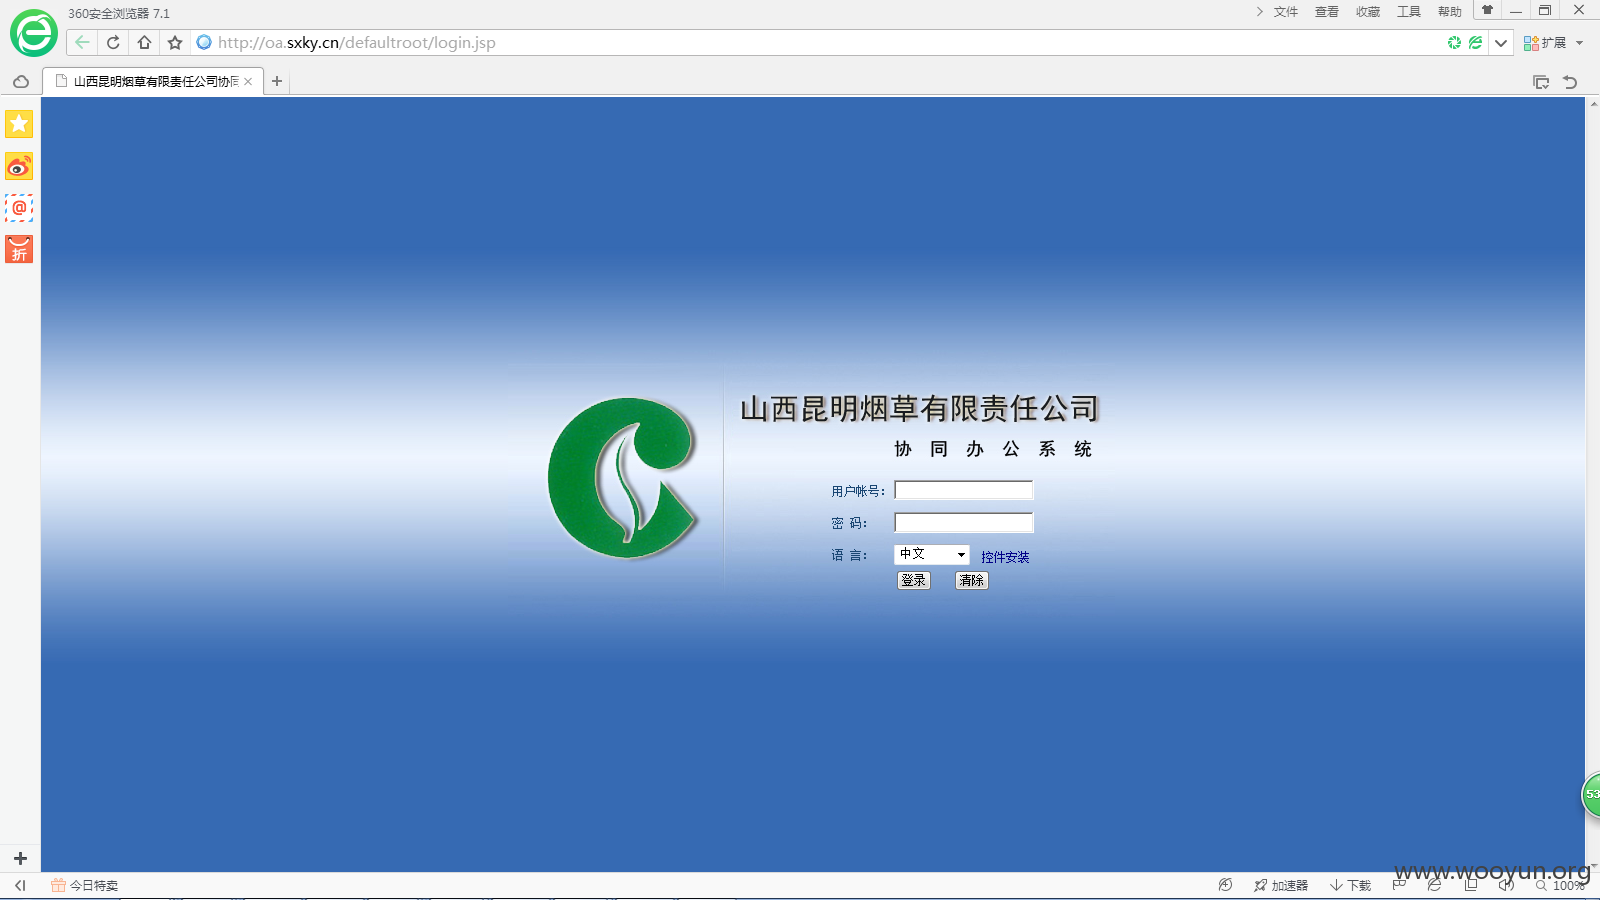 360安全浏览器 7.1
文件 查看 收藏 工具 帮助
http://oa.sxky.cn/defaultroot/login.jsp
扩展
山西昆明烟草有限责任公司协同
@
折
山西昆明烟草有限责任公司
协 同 办 公 系 统
用户帐号：
密 码：
语 言： 中文 控件安装
登录 清除
53
www.wooyun.org
今日特卖
加速器 下载 100%